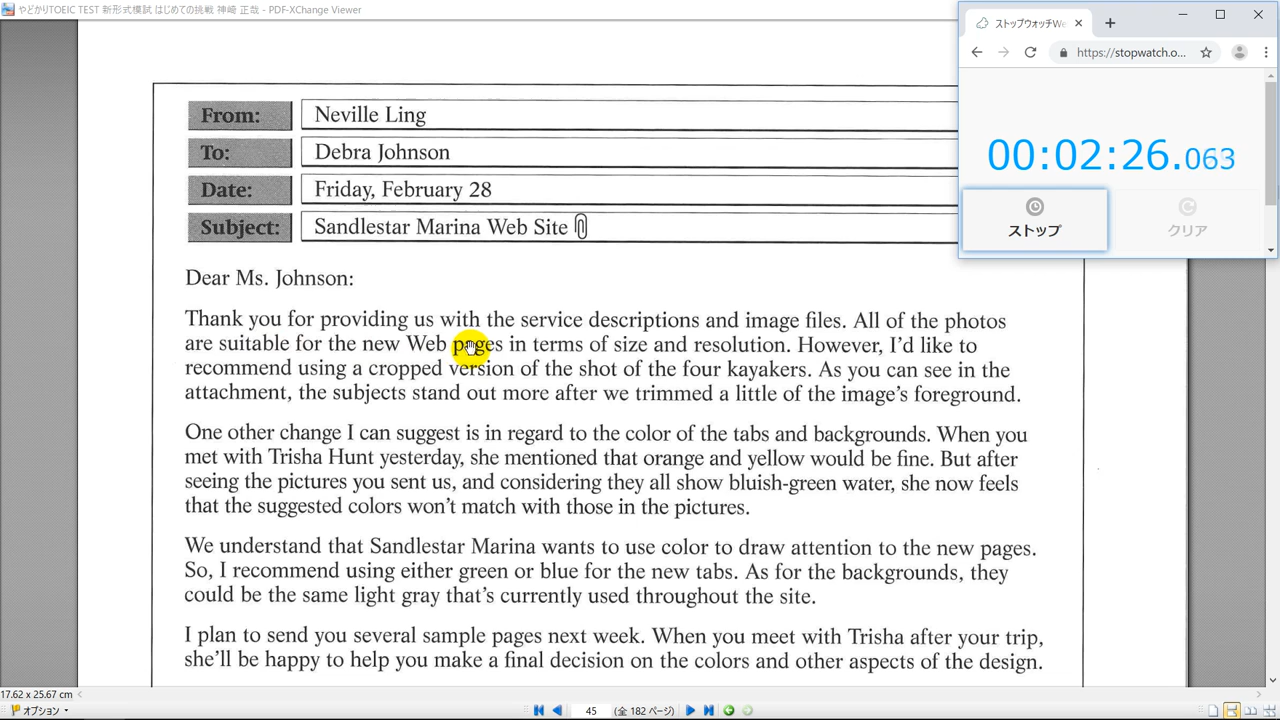 やどかりTOEIC TEST 新形式模試 はじめての挑戦 神崎 正哉 - PDF-XChange Viewer
ストップウォッチWe
https://stopwatch.o...
00:02:26.063
ストップ
クリア
From: Neville Ling
To: Debra Johnson
Date: Friday, February 28
Subject: Sandlestar Marina Web Site
Dear Ms. Johnson:
Thank you for providing us with the service descriptions and image files. All of the photos
are suitable for the new Web pages in terms of size and resolution. However, I'd like to
recommend using a cropped version of the shot of the four kayakers. As you can see in the
attachment, the subjects stand out more after we trimmed a little of the image's foreground.
One other change I can suggest is in regard to the color of the tabs and backgrounds. When you
met with Trisha Hunt yesterday, she mentioned that orange and yellow would be fine. But after
seeing the pictures you sent us, and considering they all show bluish-green water, she now feels
that the suggested colors won't match with those in the pictures.
We understand that Sandlestar Marina wants to use color to draw attention to the new pages.
So, I recommend using either green or blue for the new tabs. As for the backgrounds, they
could be the same light gray that's currently used throughout the site.
I plan to send you several sample pages next week. When you meet with Trisha after your trip,
she'll be happy to help you make a final decision on the colors and other aspects of the design.
17.62 x 25.67 cm
オプション
45 (全 182 ページ)